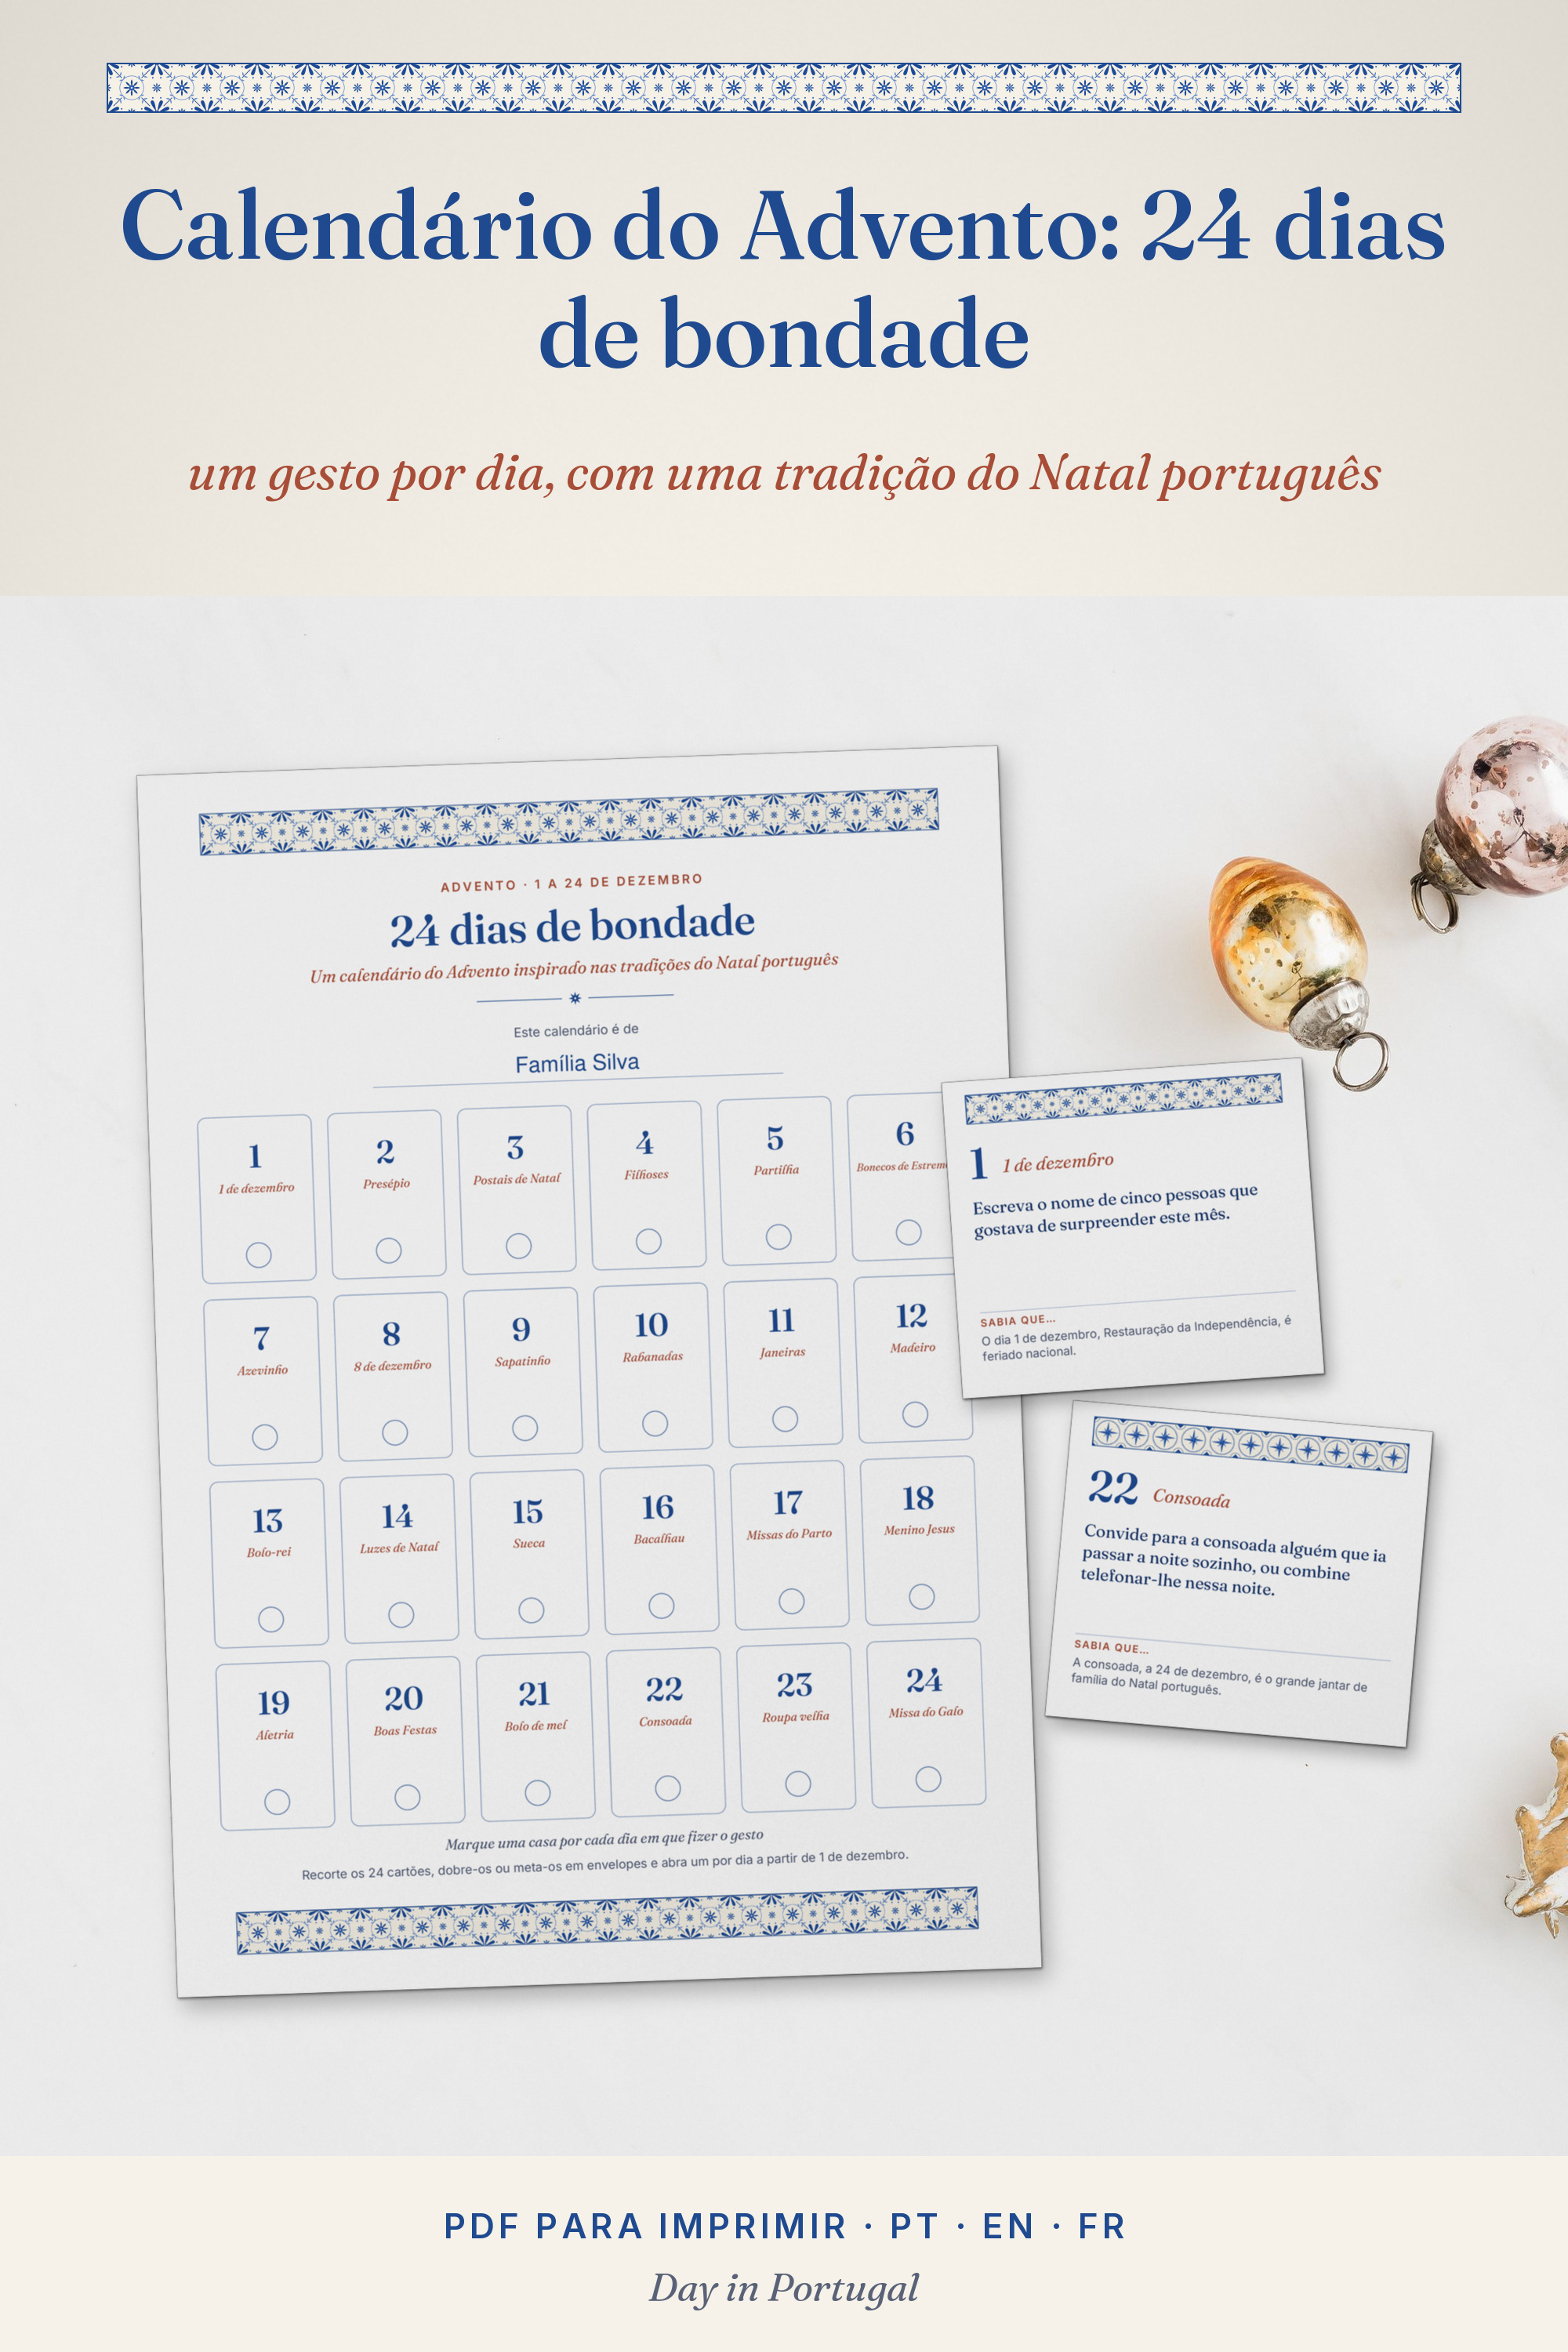 Calendário do Advento: 24 dias
de bondade
um gesto por dia, com uma tradição do Natal português
ADVENTO · 1 A 24 DE DEZEMBRO
24 dias de bondade
Um calendário do Advento inspirado nas tradições do Natal português
Este calendário é de
Família Silva
1
1 de dezembro
2
Presépio
3
Postais de Natal
4
Filhoses
5
Partilha
6
Bonecos de
7
Azevinho
8
8 de dezembro
9
Sapatinho
10
Rabanadas
11
Janeiras
12
Madeiro
13
Bolo-rei
14
Luzes de Natal
15
Sueca
16
Bacalhau
17
Missas do Parto
18
Menino Jesus
19
Aletria
20
Boas Festas
21
Bolo de mel
22
Consoada
23
Roupa velha
24
Missa do Galo
Marque uma casa por cada dia em que fizer o gesto
Recorte os 24 cartões, dobre-os ou meta-os em envelopes e abra um por dia a partir de 1 de dezembro.
1 1 de dezembro
Escreva o nome de cinco pessoas que
gostava de surpreender este mês.
SABIA QUE...
O dia 1 de dezembro, Restauração da Independência, é
feriado nacional.
22 Consoada
Convide para a consoada alguém que ia
passar a noite sozinho, ou combine
telefonar-lhe nessa noite.
SABIA QUE...
A consoada, a 24 de dezembro, é o grande jantar de
família do Natal português.
PDF PARA IMPRIMIR · PT · EN · FR
Day in Portugal